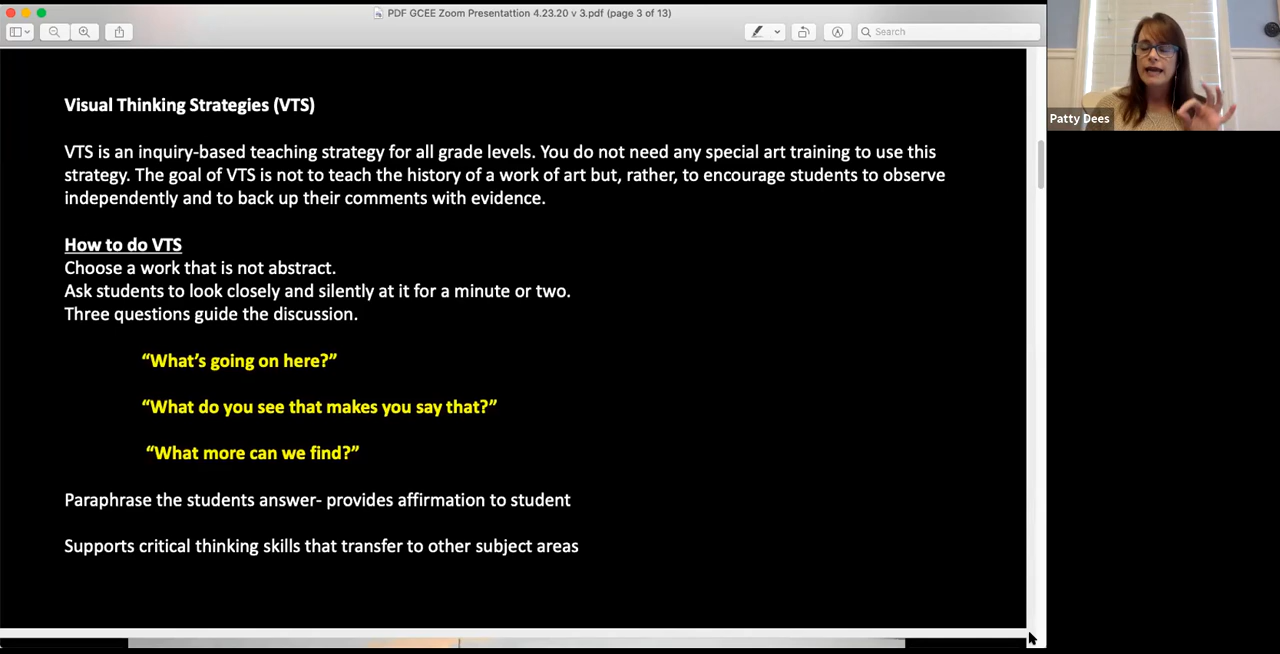 PDF GCEE Zoom Presentattion 4.23.20 v 3.pdf (page 3 of 13)
Search
Visual Thinking Strategies (VTS)
VTS is an inquiry-based teaching strategy for all grade levels. You do not need any special art training to use this
strategy. The goal of VTS is not to teach the history of a work of art but, rather, to encourage students to observe
independently and to back up their comments with evidence.
How to do VTS
Choose a work that is not abstract.
Ask students to look closely and silently at it for a minute or two.
Three questions guide the discussion.
“What’s going on here?”
“What do you see that makes you say that?”
“What more can we find?”
Paraphrase the students answer- provides affirmation to student
Supports critical thinking skills that transfer to other subject areas
Patty Dees